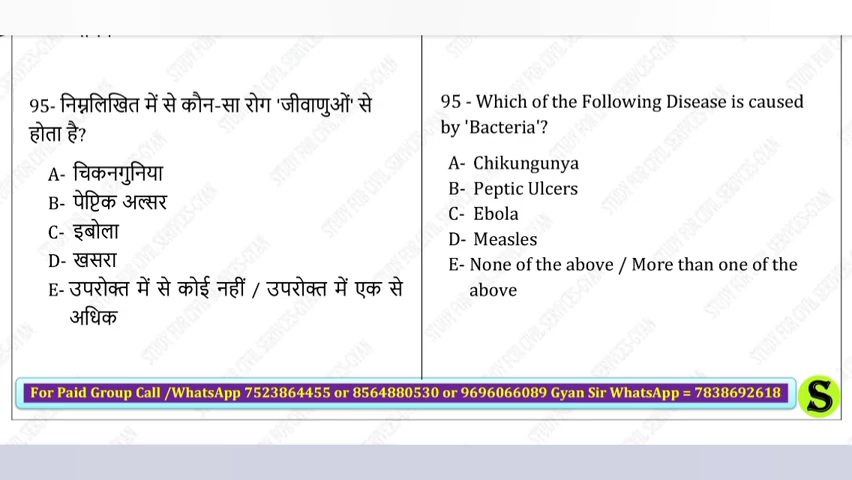 95- निम्नलिखित में से कौन-सा रोग 'जीवाणुओं' से
होता है?
A- चिकनगुनिया
B- पेप्टिक अल्सर
C- इबोला
D- खसरा
E- उपरोक्त में से कोई नहीं / उपरोक्त में एक से
अधिक
95 - Which of the Following Disease is caused
by 'Bacteria'?
A- Chikungunya
B- Peptic Ulcers
C- Ebola
D- Measles
E- None of the above / More than one of the
above
For Paid Group Call /WhatsApp 7523864455 or 8564880530 or 9696066089 Gyan Sir WhatsApp = 7838692618
S
STUDY FOR CIVIL SERVICES-GYAN